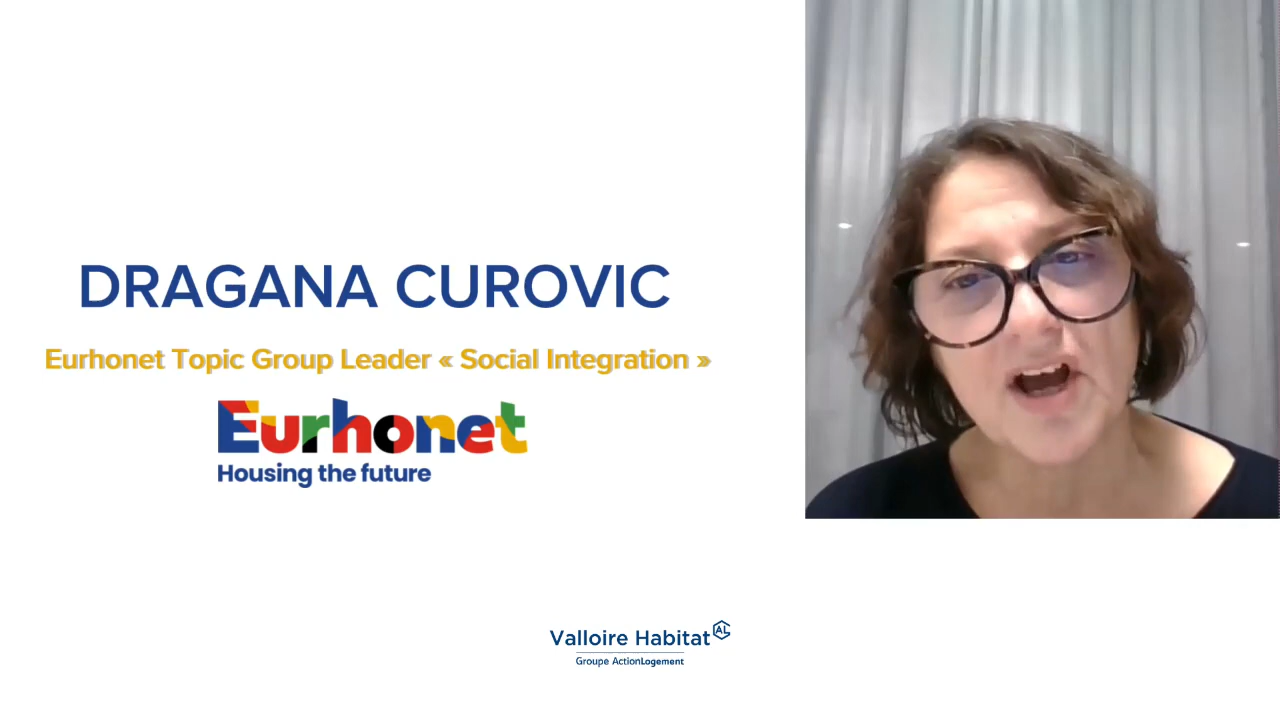 DRAGANA CUROVIC
Eurhonet Topic Group Leader « Social Integration »
Eurhonet
Housing the future
Valloire Habitat AL
Groupe ActionLogement